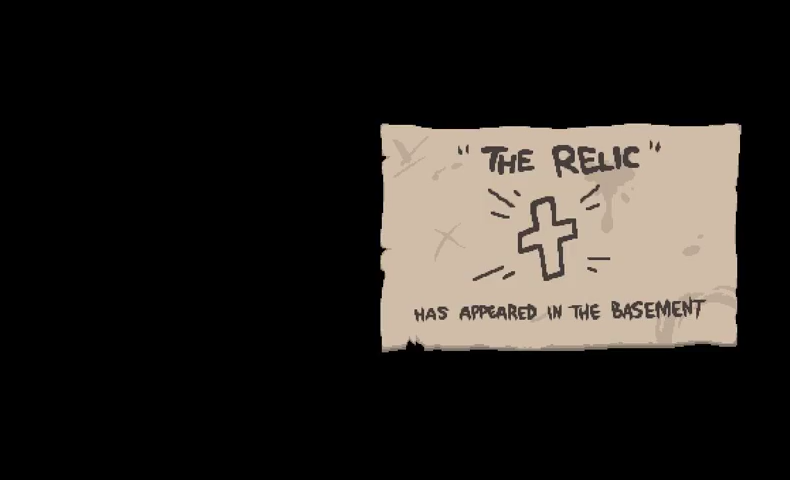 "THE RELIC"
HAS APPEARED IN THE BASEMENT